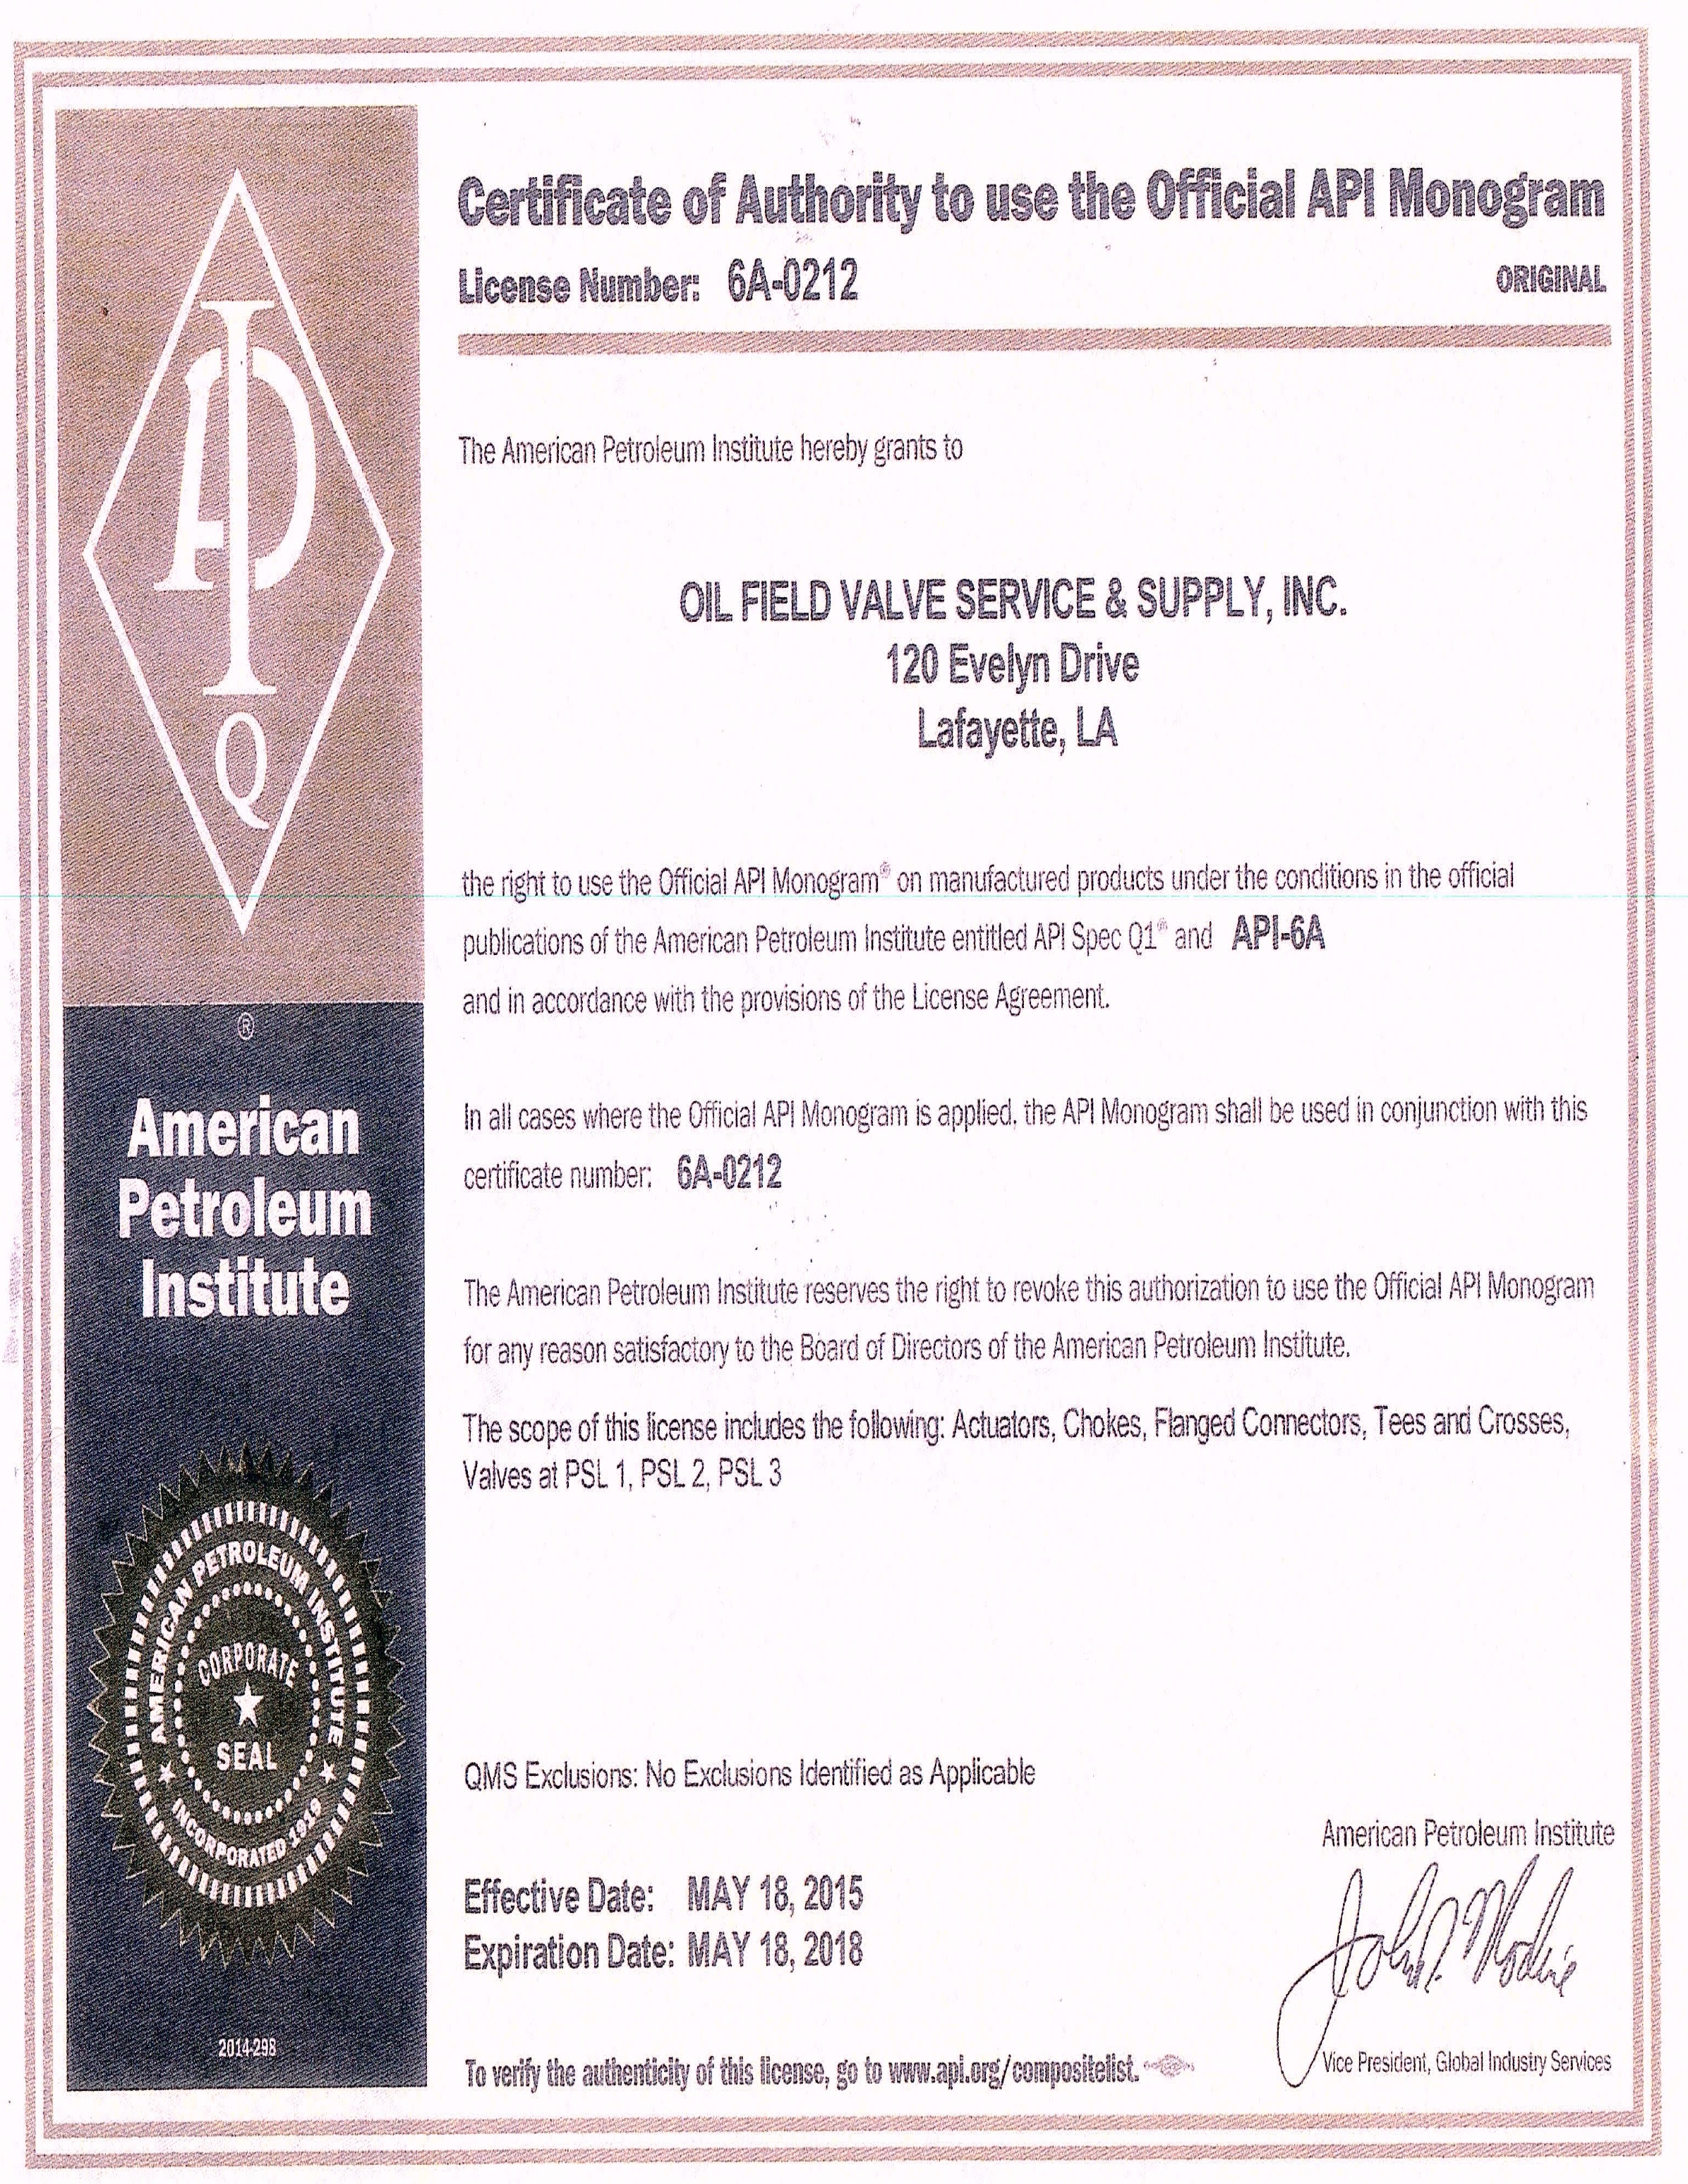 Certificate of Authority to use the Official API Monogram
License Number: 6A-0212
ORIGINAL
The American Petroleum Institute hereby grants to
OIL FIELD VALVE SERVICE & SUPPLY, INC.
120 Evelyn Drive
Lafayette, LA
the right to use the Official API Monogram® on manufactured products under the conditions in the official
publications of the American Petroleum Institute entitled API Spec Q1® and API-6A
and in accordance with the provisions of the License Agreement.
In all cases where the Official API Monogram is applied, the API Monogram shall be used in conjunction with this
certificate number: 6A-0212
The American Petroleum Institute reserves the right to revoke this authorization to use the Official API Monogram
for any reason satisfactory to the Board of Directors of the American Petroleum Institute.
The scope of this license includes the following: Actuators, Chokes, Flanged Connectors, Tees and Crosses,
Valves at PSL 1, PSL 2, PSL 3
QMS Exclusions: No Exclusions Identified as Applicable
Effective Date: MAY 18, 2015
Expiration Date: MAY 18, 2018
To verify the authenticity of this license, go to www.api.org/compositelist.
American Petroleum Institute
Vice President, Global Industry Services
API
Q
®
American
Petroleum
Institute
AMERICAN PETROLEUM INSTITUTE
CORPORATE
SEAL
INCORPORATED 1919
2014-298